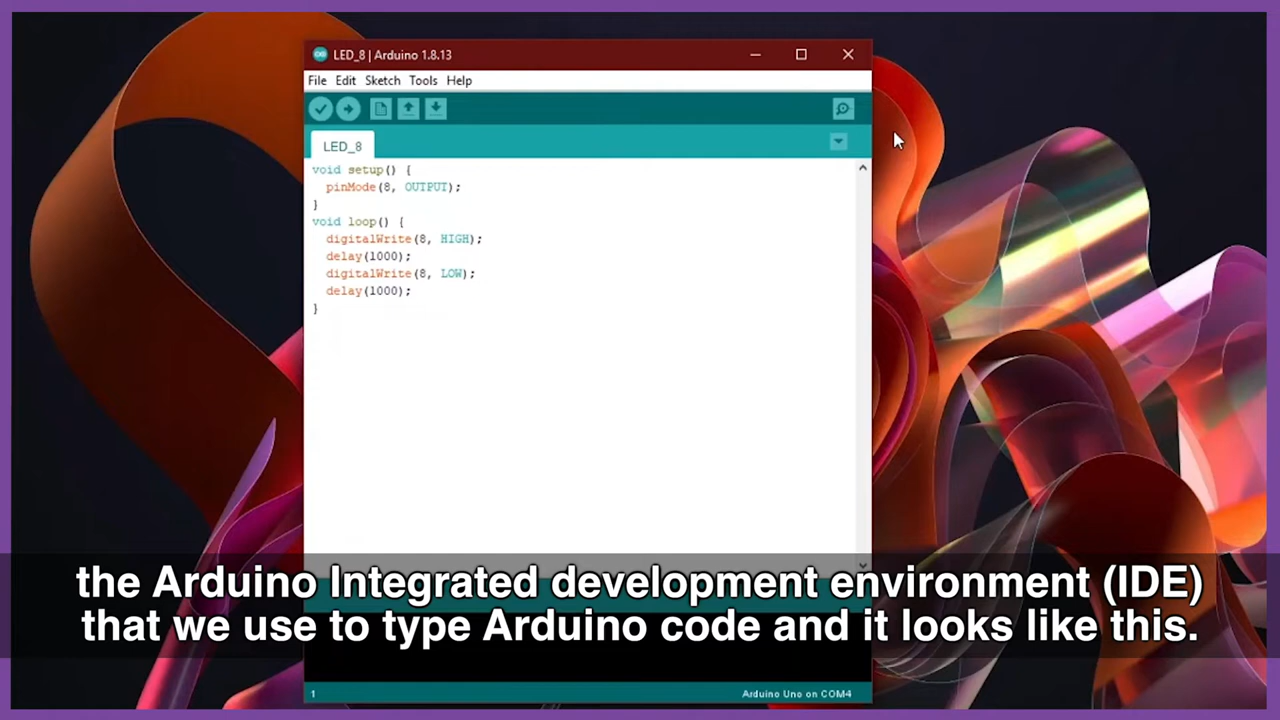 LED_8 | Arduino 1.8.13
File Edit Sketch Tools Help
LED_8
void setup() {
  pinMode(8, OUTPUT);
}
void loop() {
  digitalWrite(8, HIGH);
  delay(1000);
  digitalWrite(8, LOW);
  delay(1000);
}
the Arduino Integrated development environment (IDE)
that we use to type Arduino code and it looks like this.
1 Arduino Uno on COM4